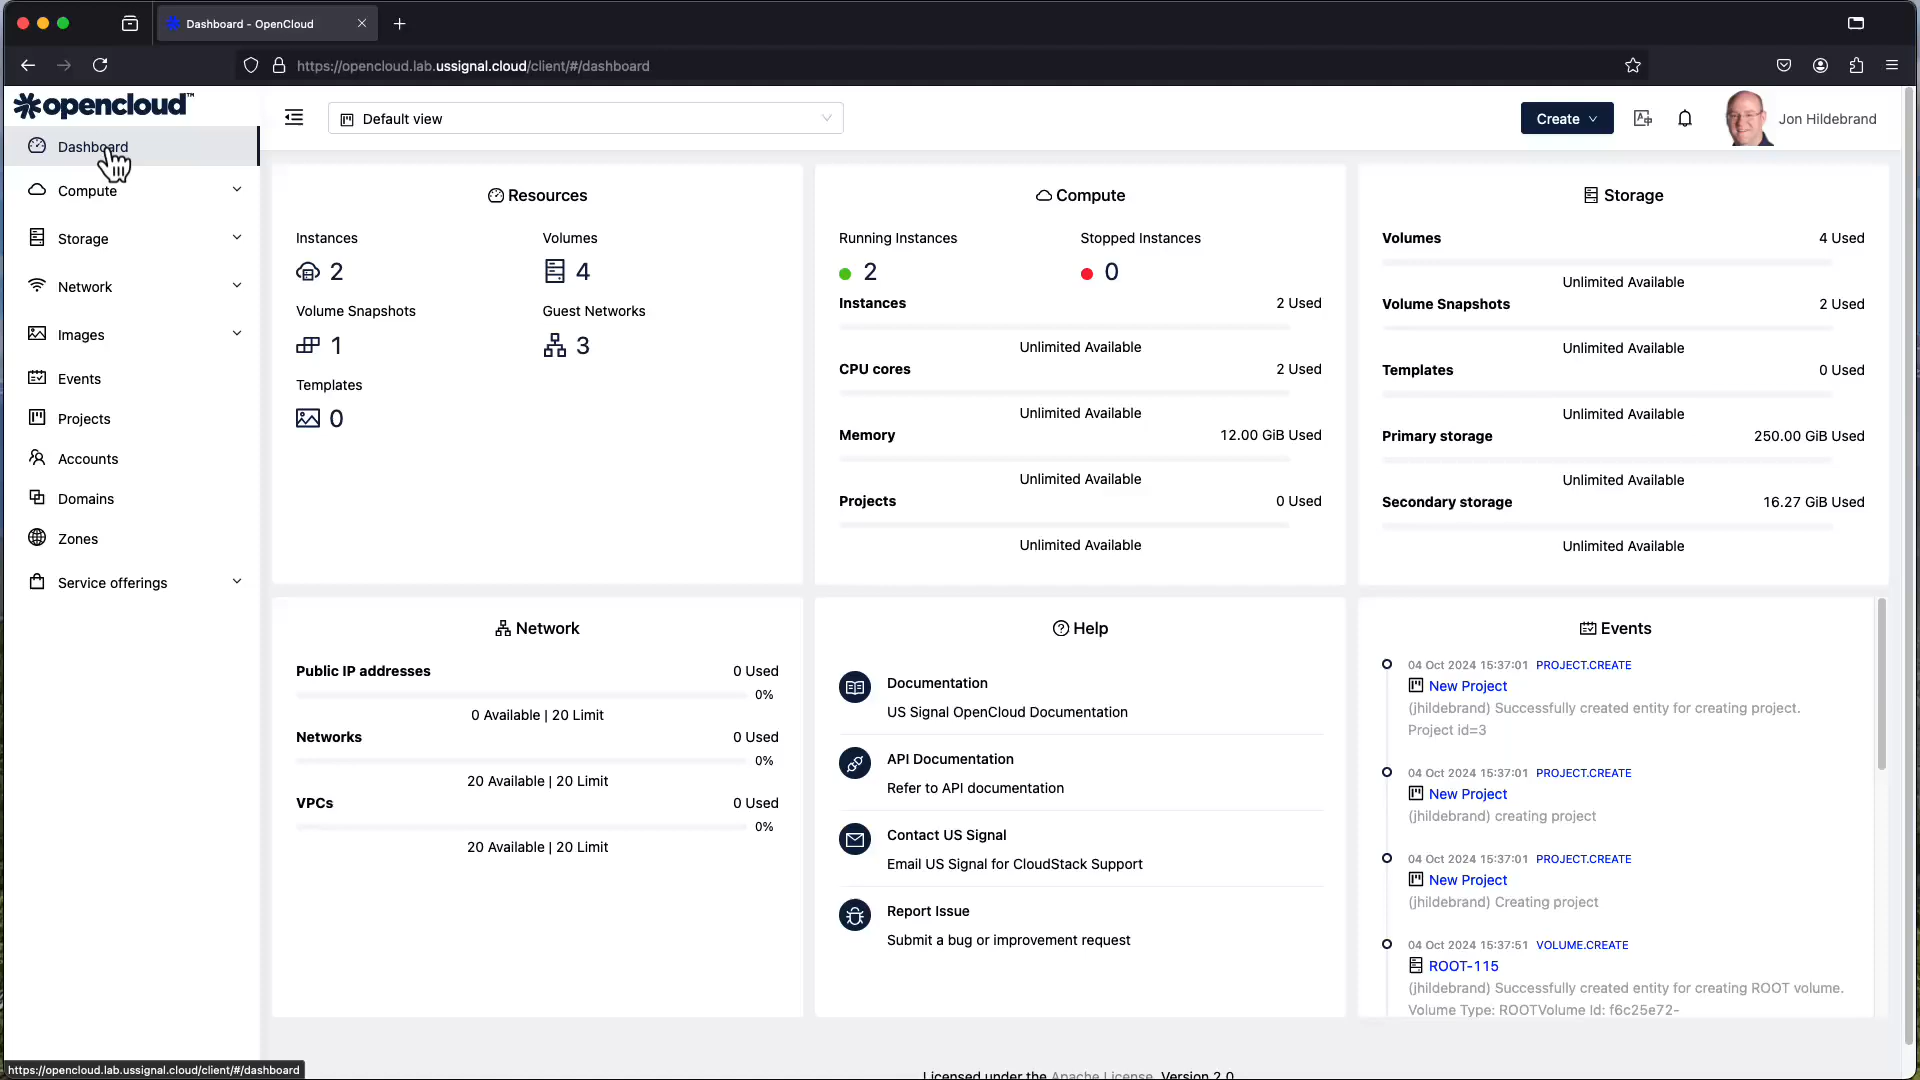 Dashboard - OpenCloud
https://opencloud.lab.ussignal.cloud/client/#/dashboard
opencloud™
Default view
Create
Jon Hildebrand
Dashboard
Compute
Storage
Network
Images
Events
Projects
Accounts
Domains
Zones
Service offerings
Resources
Instances
2
Volumes
4
Volume Snapshots
1
Guest Networks
3
Templates
0
Compute
Running Instances
2
Stopped Instances
0
Instances 2 Used
Unlimited Available
CPU cores 2 Used
Unlimited Available
Memory 12.00 GiB Used
Unlimited Available
Projects 0 Used
Unlimited Available
Storage
Volumes 4 Used
Unlimited Available
Volume Snapshots 2 Used
Unlimited Available
Templates 0 Used
Unlimited Available
Primary storage 250.00 GiB Used
Unlimited Available
Secondary storage 16.27 GiB Used
Unlimited Available
Network
Public IP addresses 0 Used
0%
0 Available | 20 Limit
Networks 0 Used
0%
20 Available | 20 Limit
VPCs 0 Used
0%
20 Available | 20 Limit
Help
Documentation
US Signal OpenCloud Documentation
API Documentation
Refer to API documentation
Contact US Signal
Email US Signal for CloudStack Support
Report Issue
Submit a bug or improvement request
Events
04 Oct 2024 15:37:01 PROJECT.CREATE
New Project
(jhildebrand) Successfully created entity for creating project.
Project id=3
04 Oct 2024 15:37:01 PROJECT.CREATE
New Project
(jhildebrand) creating project
04 Oct 2024 15:37:01 PROJECT.CREATE
New Project
(jhildebrand) Creating project
04 Oct 2024 15:37:51 VOLUME.CREATE
ROOT-115
(jhildebrand) Successfully created entity for creating ROOT volume.
Volume Type: ROOTVolume Id: f6c25e72-
https://opencloud.lab.ussignal.cloud/client/#/dashboard
Licensed under the Apache License, Version 2.0